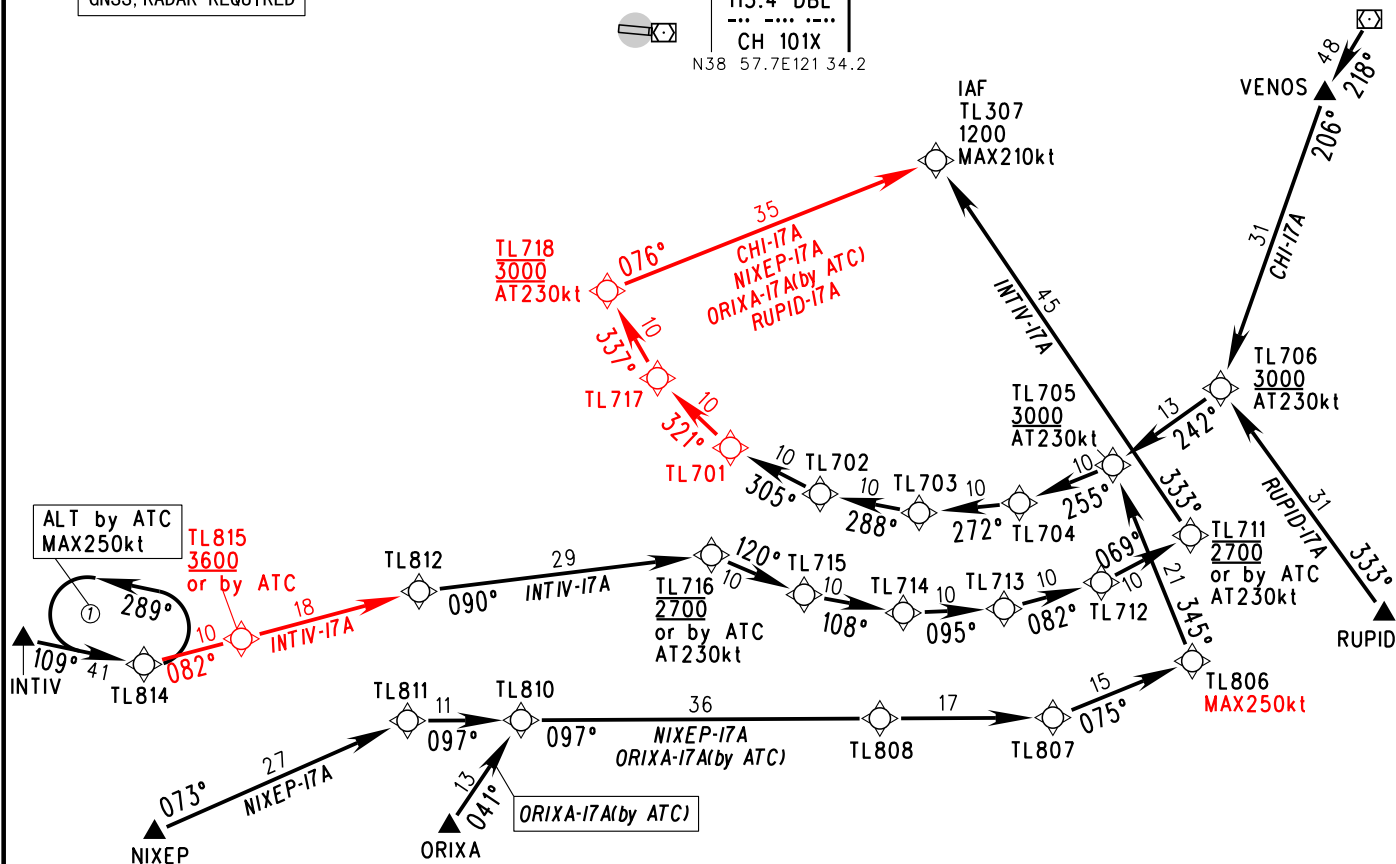 GNSS, RADAR REQUIRED
CH 101X
N38 57.7E121 34.2
48
218°
VENOS
206°
31
CHI-17A
IAF
TL307
1200
MAX210kt
35
CHI-17A
NIXEP-17A
ORIXA-17A(by ATC)
RUPID-17A
TL718
3000
AT230kt
076°
10
337°
TL717
10
321°
TL701
45
INTIV-17A
TL706
3000
AT230kt
13
242°
TL705
3000
AT230kt
10
255°
TL704
10
272°
TL703
10
288°
TL702
10
305°
31
RUPID-17A
333°
RUPID
333°
TL711
2700
or by ATC
AT230kt
ALT by ATC
MAX250kt
1
289°
TL815
3600
or by ATC
109°
41
INTIV
TL814
10
082°
18
INTIV-17A
TL812
090°
29
INTIV-17A
TL716
2700
or by ATC
AT230kt
120°
10
TL715
10
108°
TL714
10
095°
TL713
10
082°
TL712
069°
10
21
345°
TL806
MAX250kt
TL811
11
097°
TL810
097°
36
NIXEP-17A
ORIXA-17A(by ATC)
TL808
17
TL807
15
075°
27
073°
NIXEP-17A
NIXEP
13
041°
ORIXA-17A(by ATC)
ORIXA